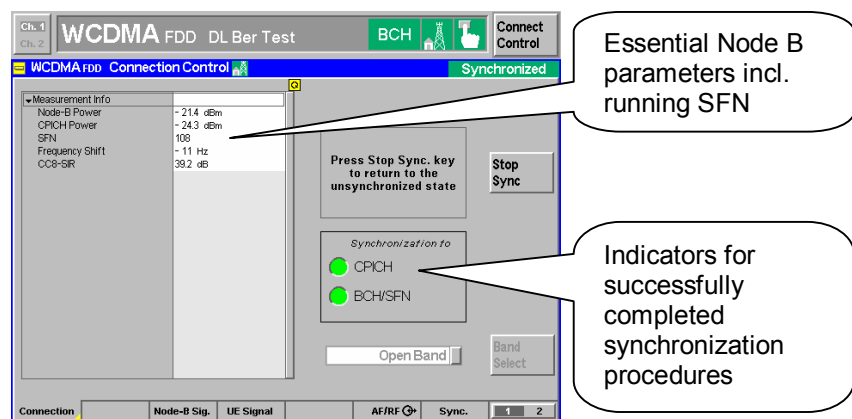 Ch. 1
Ch. 2
WCDMA FDD DL Ber Test
BCH
Connect
Control
WCDMA FDD Connection Control
Synchronized
G
Measurement Info
Node-B Power - 21.4 dBm
CPICH Power - 24.3 dBm
SFN 108
Frequency Shift - 11 Hz
CC8-SIR 39.2 dB
Press Stop Sync. key
to return to the
unsynchronized state
Stop
Sync
Synchronization to
CPICH
BCH/SFN
Open Band
Band
Select
Connection Node-B Sig. UE Signal AF/RF Sync. 1 2
Essential Node B
parameters incl.
running SFN
Indicators for
successfully
completed
synchronization
procedures